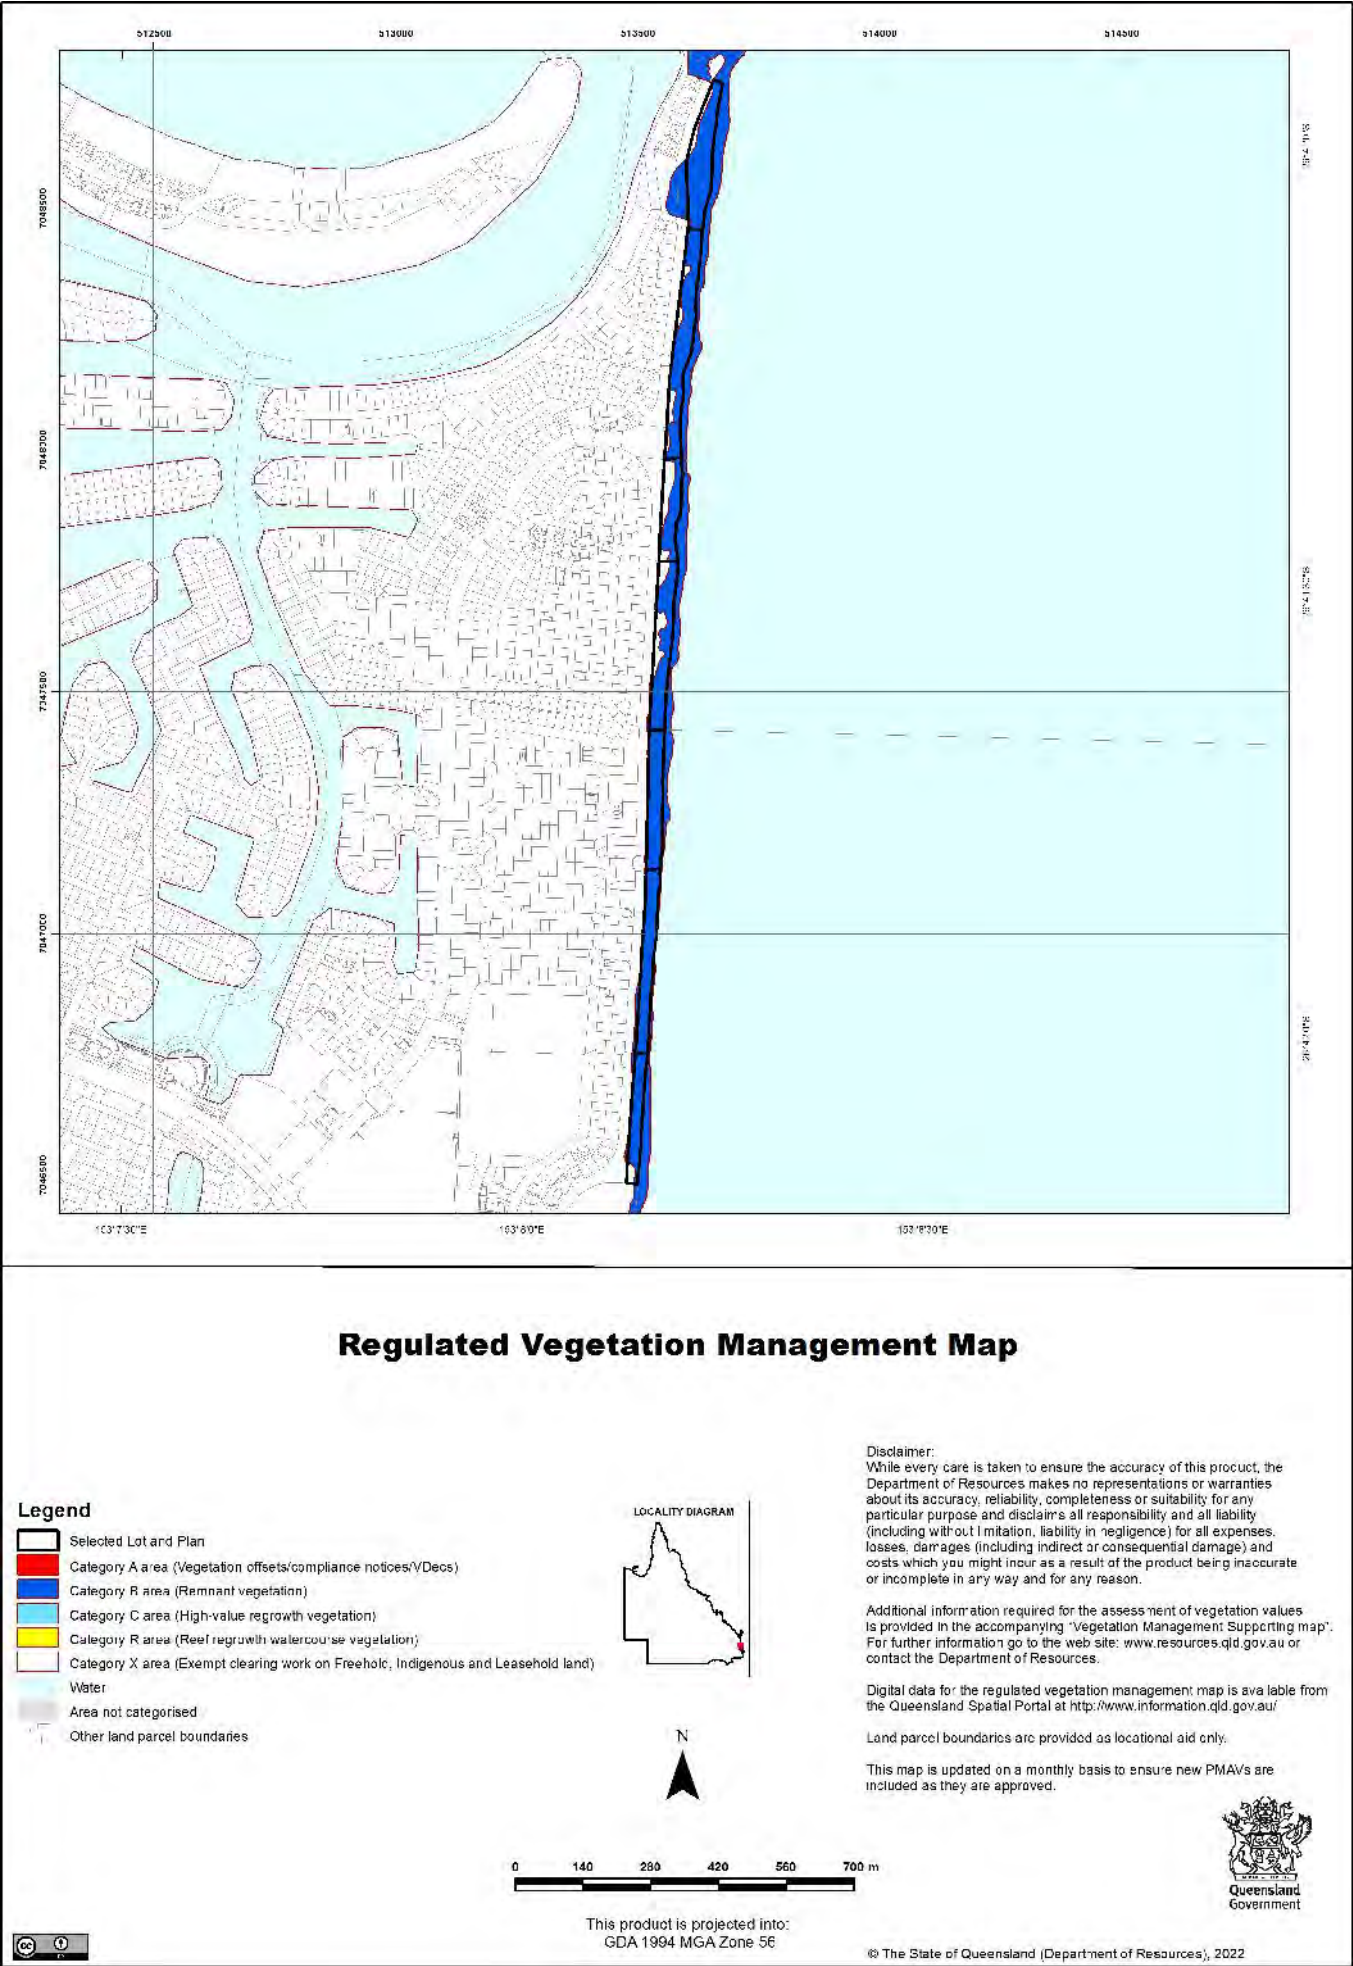 512500 513000 513500 514000 514500
7046500
7047000
153°7'30"E 153°8'0"E 153°8'30"E
Regulated Vegetation Management Map
Legend
Selected Lot and Plan
Category A area (Vegetation offsets/compliance notices/VDecs)
Category B area (Remnant vegetation)
Category C area (High-value regrowth vegetation)
Category R area (Reef regrowth watercourse vegetation)
Category X area (Exempt clearing work on Freehold, Indigenous and Leasehold land)
Water
Area not categorised
Other land parcel boundaries
LOCALITY DIAGRAM
N
0 140 280 420 560 700 m
This product is projected into:
GDA 1994 MGA Zone 56
Disclaimer:
While every care is taken to ensure the accuracy of this product, the
Department of Resources makes no representations or warranties
about its accuracy, reliability, completeness or suitability for any
particular purpose and disclaims all responsibility and all liability
(including without limitation, liability in negligence) for all expenses,
losses, damages (including indirect or consequential damage) and
costs which you might incur as a result of the product being inaccurate
or incomplete in any way and for any reason.
Additional information required for the assessment of vegetation values
is provided in the accompanying "Vegetation Management Supporting map".
For further information go to the web site: www.resources.qld.gov.au or
contact the Department of Resources.
Digital data for the regulated vegetation management map is available from
the Queensland Spatial Portal at http://www.information.qld.gov.au/
Land parcel boundaries are provided as locational aid only.
This map is updated on a monthly basis to ensure new PMAVs are
included as they are approved.
Queensland
Government
cc
BY
© The State of Queensland (Department of Resources), 2022